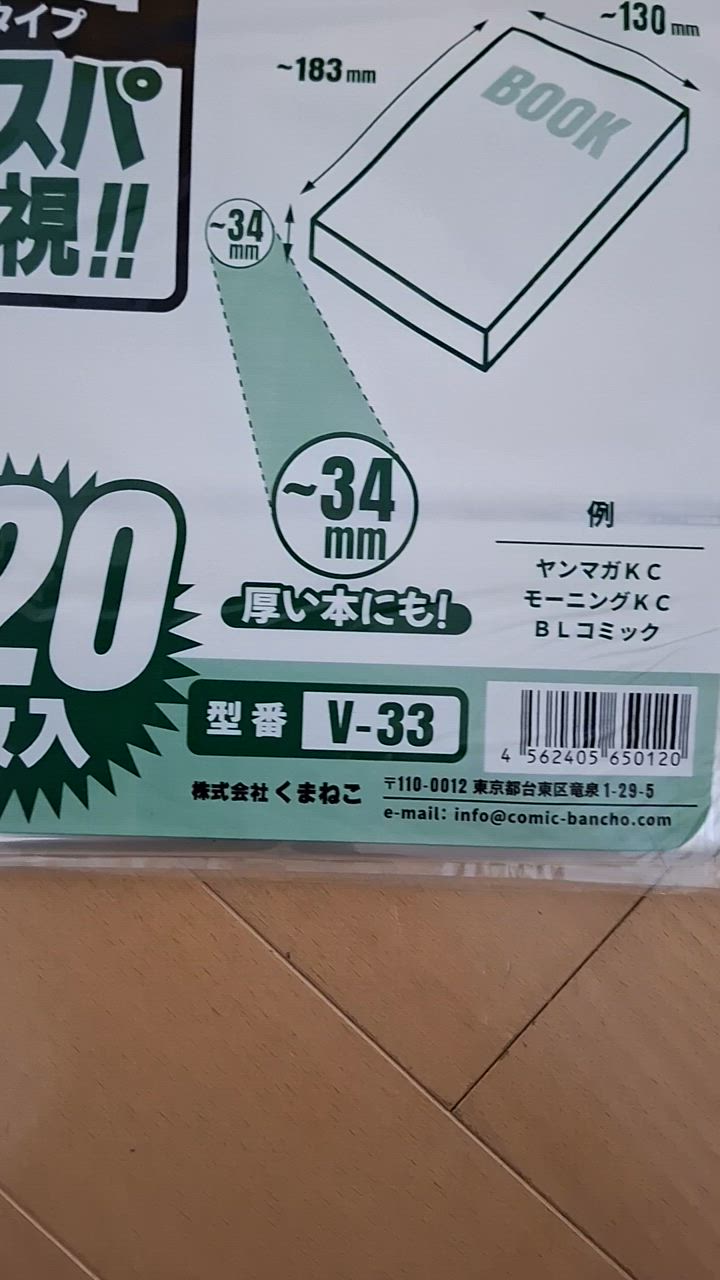 タイプ
スパ
視!!
~183mm
~130mm
BOOK
~34
mm
~34
mm
厚い本にも!
例
ヤンマガKC
モーニングKC
BLコミック
20
入
型番 V-33
4 562405 650120
株式会社 くまねこ
〒110-0012 東京都台東区竜泉1-29-5
e-mail: info@comic-bancho.com